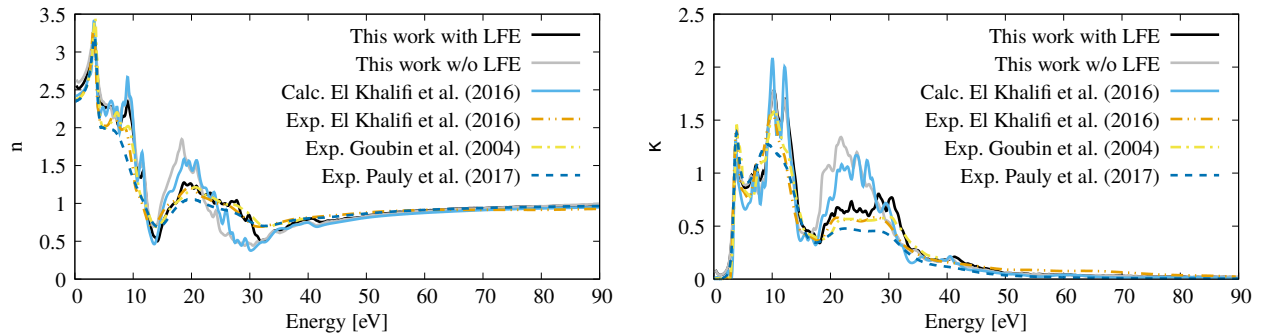 3.5
3
2.5
2
1.5
1
0.5
0
n
This work with LFE
This work w/o LFE
Calc. El Khalifi et al. (2016)
Exp. El Khalifi et al. (2016)
Exp. Goubin et al. (2004)
Exp. Pauly et al. (2017)
0 10 20 30 40 50 60 70 80 90
Energy [eV]
2.5
2
1.5
1
0.5
0
κ
This work with LFE
This work w/o LFE
Calc. El Khalifi et al. (2016)
Exp. El Khalifi et al. (2016)
Exp. Goubin et al. (2004)
Exp. Pauly et al. (2017)
0 10 20 30 40 50 60 70 80 90
Energy [eV]